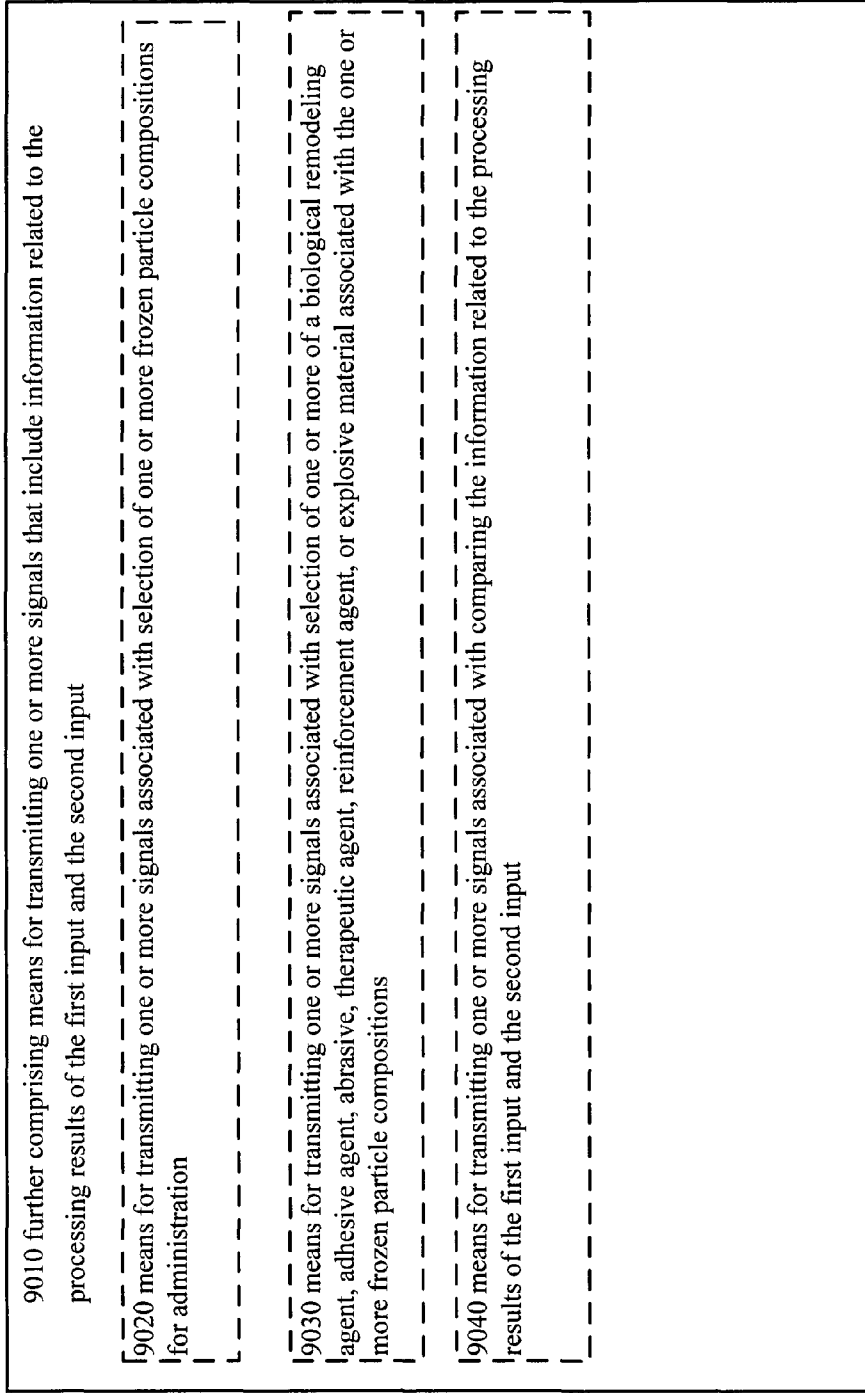 9010 further comprising means for transmitting one or more signals that include information related to the
processing results of the first input and the second input
9020 means for transmitting one or more signals associated with selection of one or more frozen particle compositions
for administration
9030 means for transmitting one or more signals associated with selection of one or more of a biological remodeling
agent, adhesive agent, abrasive, therapeutic agent, reinforcement agent, or explosive material associated with the one or
more frozen particle compositions
9040 means for transmitting one or more signals associated with comparing the information related to the processing
results of the first input and the second input